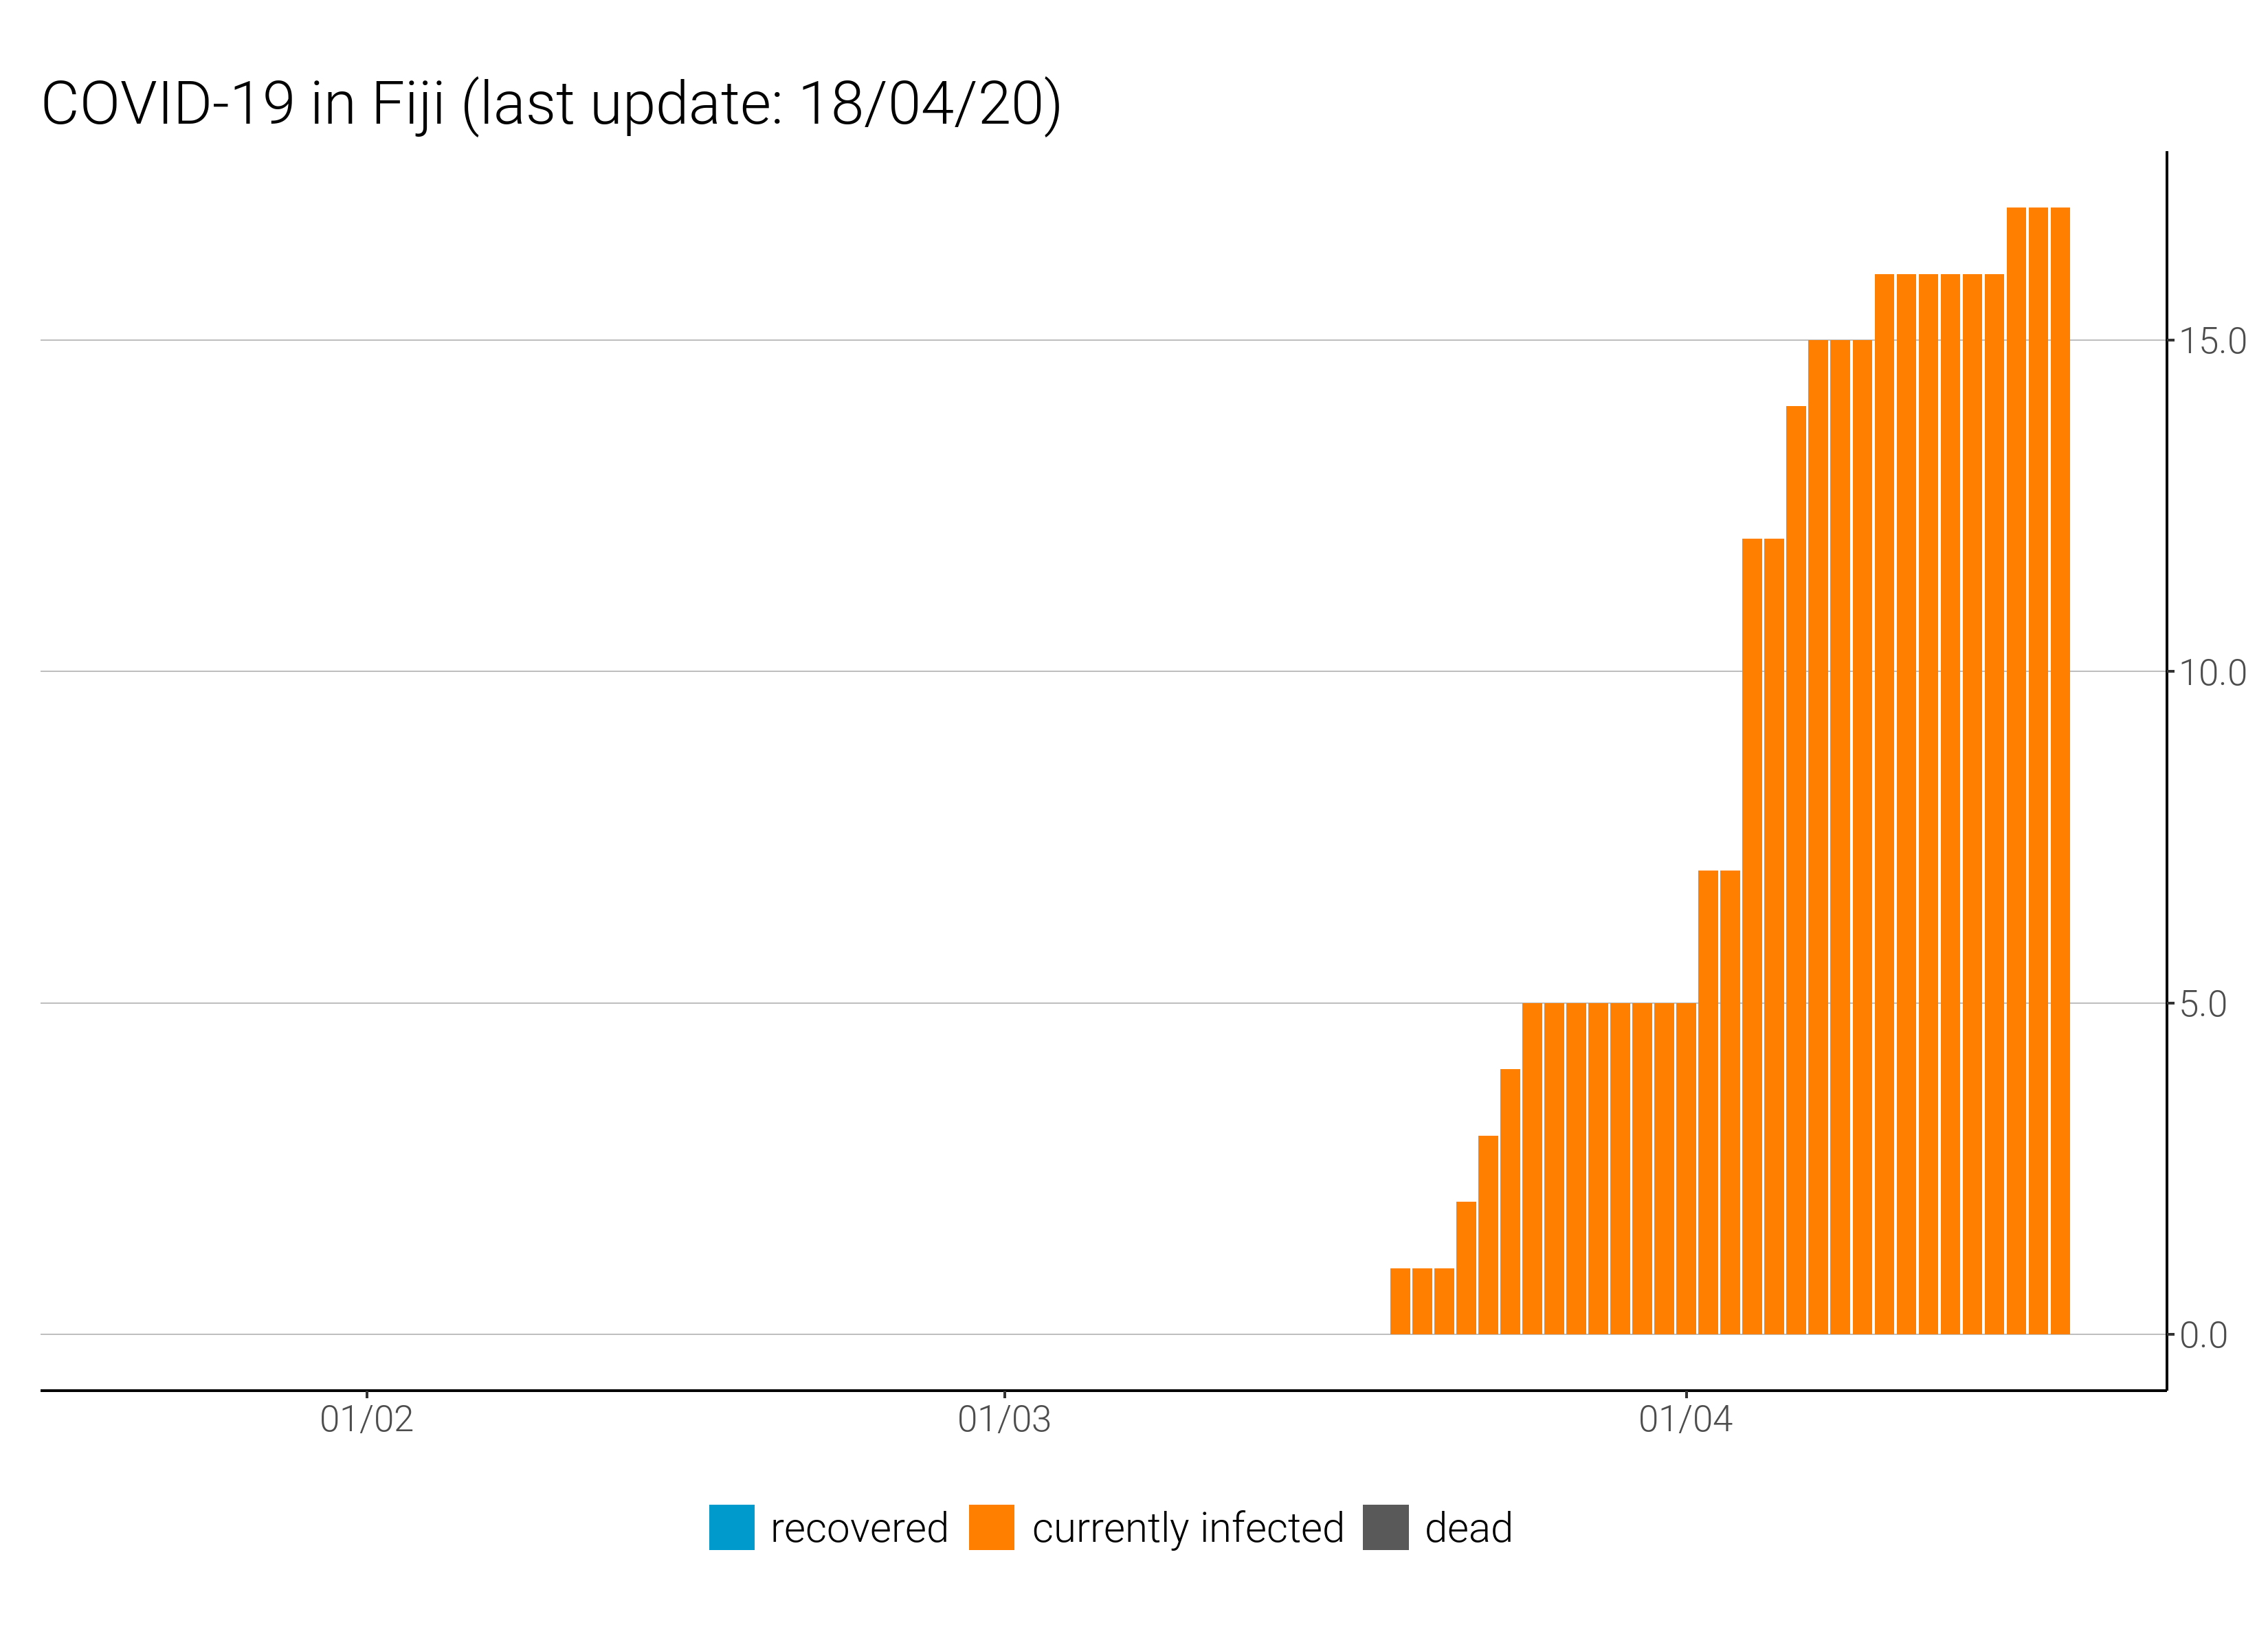 COVID-19 in Fiji (last update: 18/04/20)
15.0
10.0
5.0
0.0
01/02 01/03 01/04
recovered currently infected dead